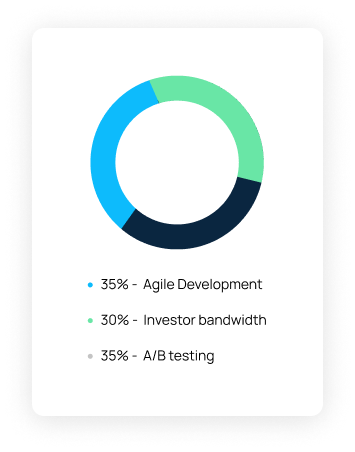 35% - Agile Development
30% - Investor bandwidth
35% - A/B testing